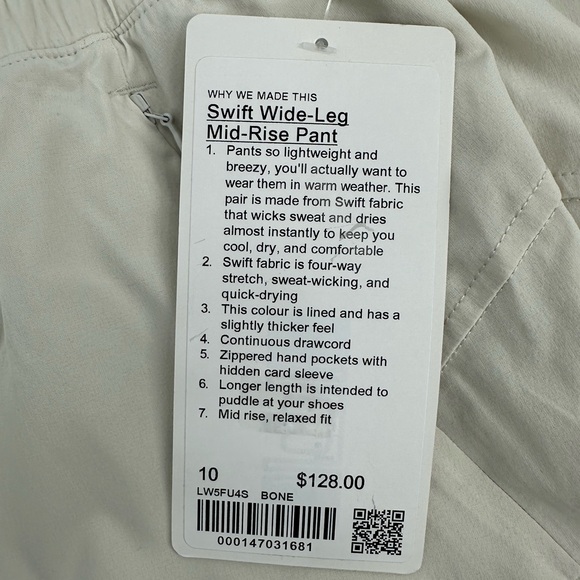 WHY WE MADE THIS
Swift Wide-Leg
Mid-Rise Pant
1. Pants so lightweight and
breezy, you'll actually want to
wear them in warm weather. This
pair is made from Swift fabric
that wicks sweat and dries
almost instantly to keep you
cool, dry, and comfortable
2. Swift fabric is four-way
stretch, sweat-wicking, and
quick-drying
3. This colour is lined and has a
slightly thicker feel
4. Continuous drawcord
5. Zippered hand pockets with
hidden card sleeve
6. Longer length is intended to
puddle at your shoes
7. Mid rise, relaxed fit
10 $128.00
LW5FU4S BONE
000147031681